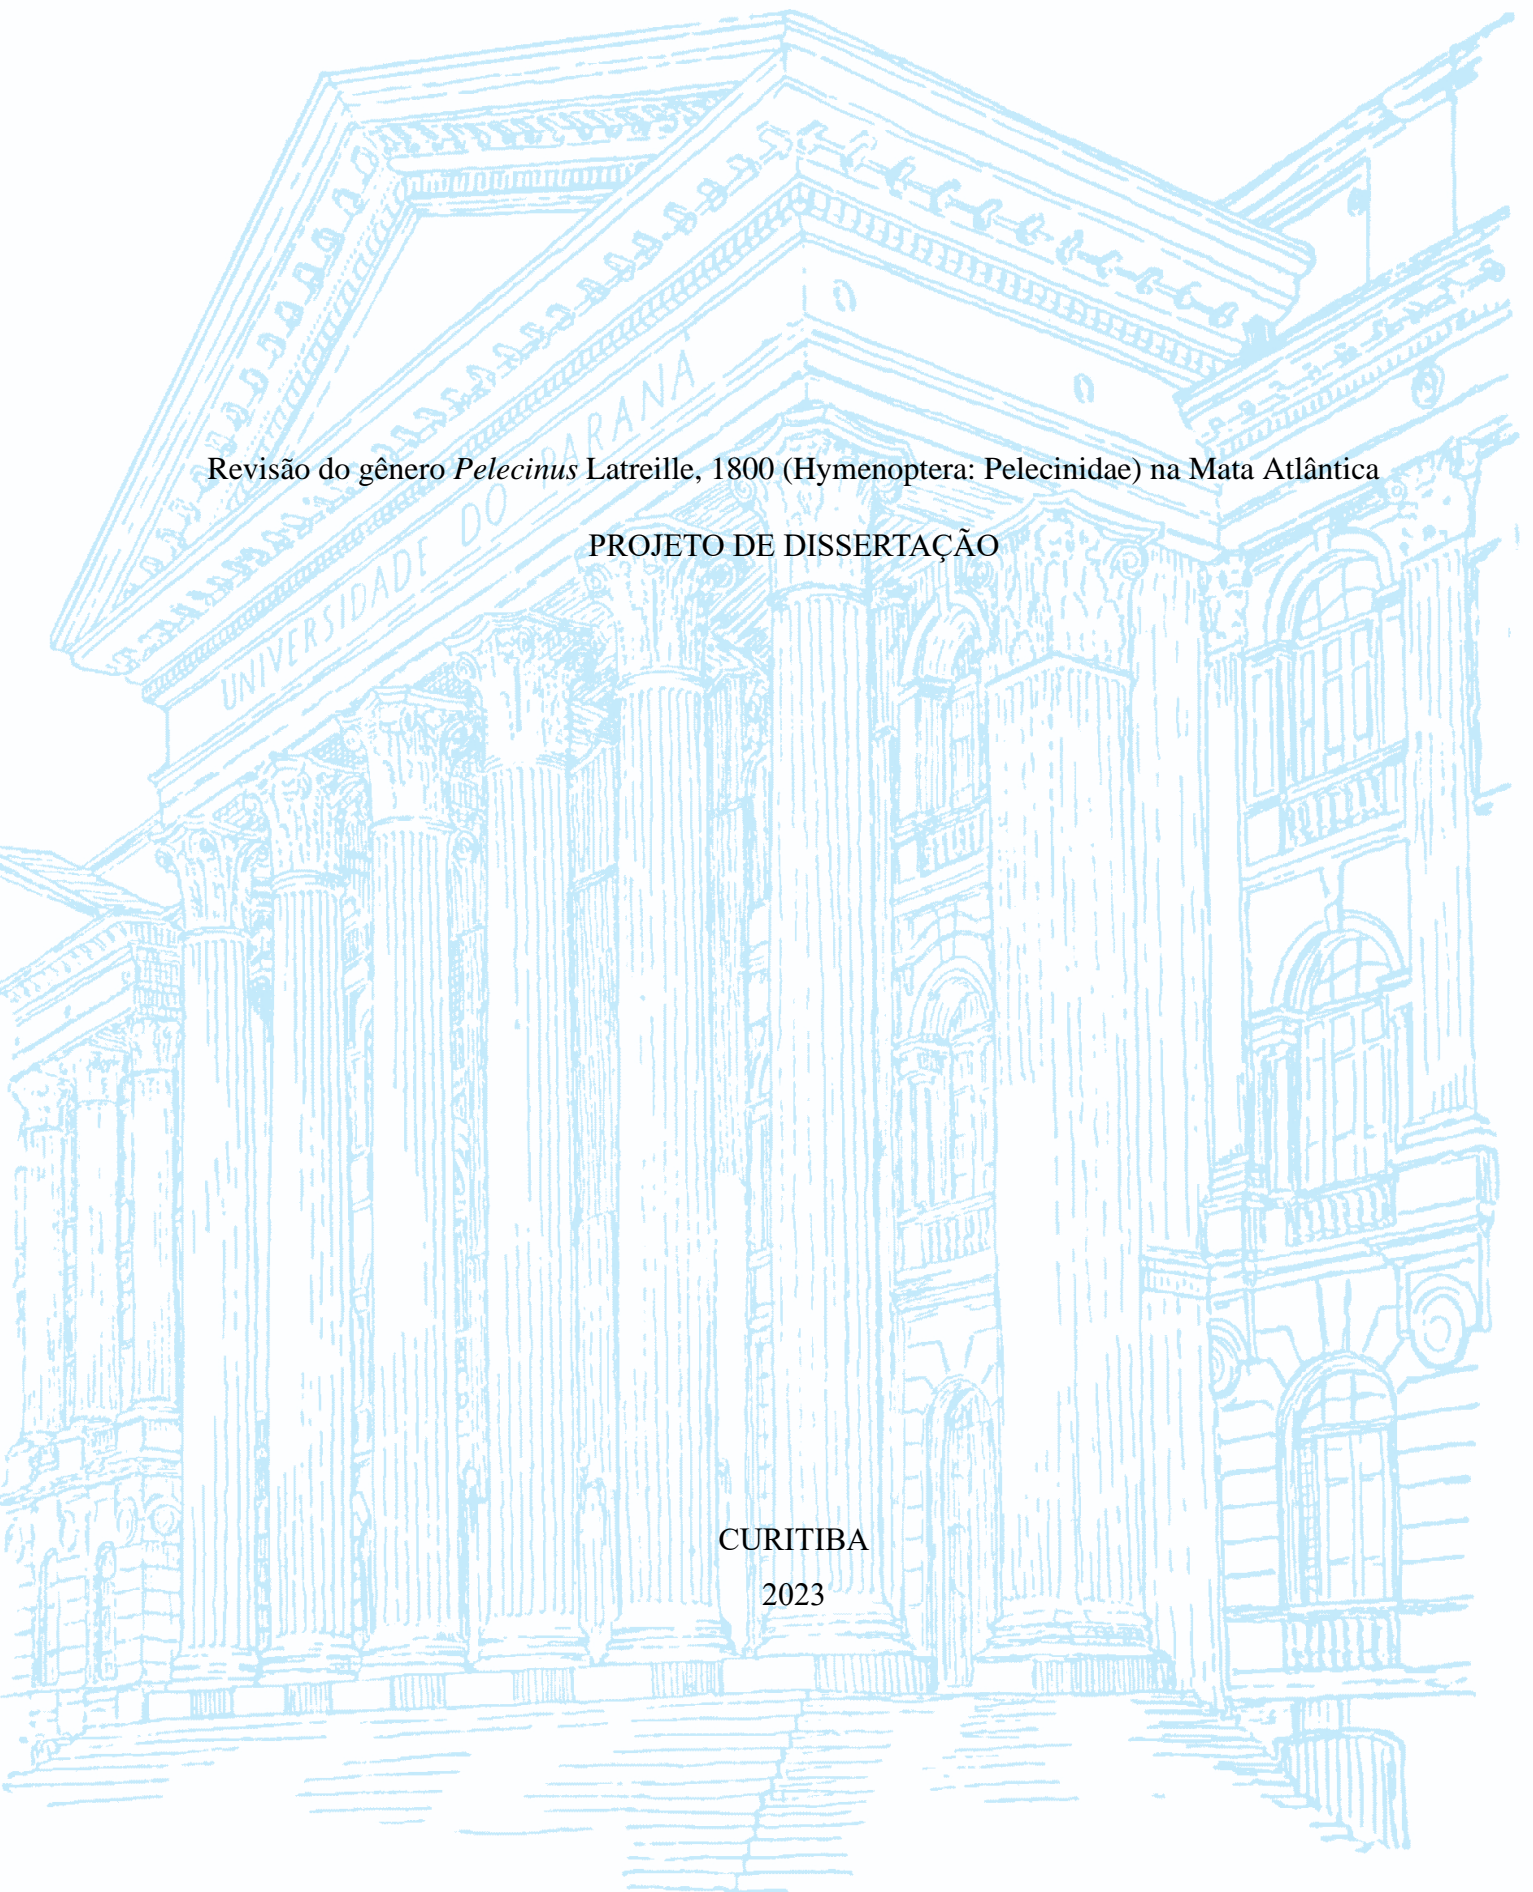 UNIVERSIDADE DO PARANÁ
Revisão do gênero Pelecinus Latreille, 1800 (Hymenoptera: Pelecinidae) na Mata Atlântica
PROJETO DE DISSERTAÇÃO
CURITIBA
2023